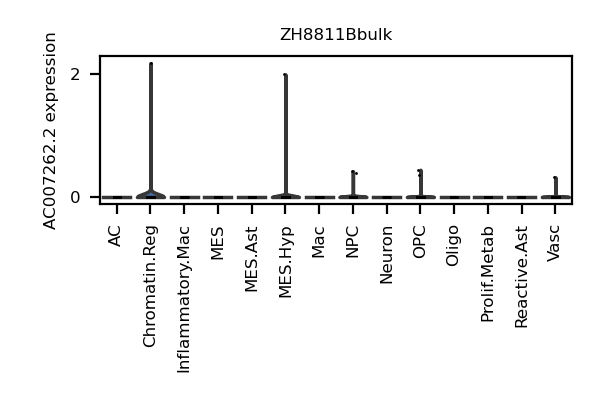 ZH8811Bbulk
AC007262.2 expression
2
0
AC
Chromatin.Reg
Inflammatory.Mac
MES
MES.Ast
MES.Hyp
Mac
NPC
Neuron
OPC
Oligo
Prolif.Metab
Reactive.Ast
Vasc